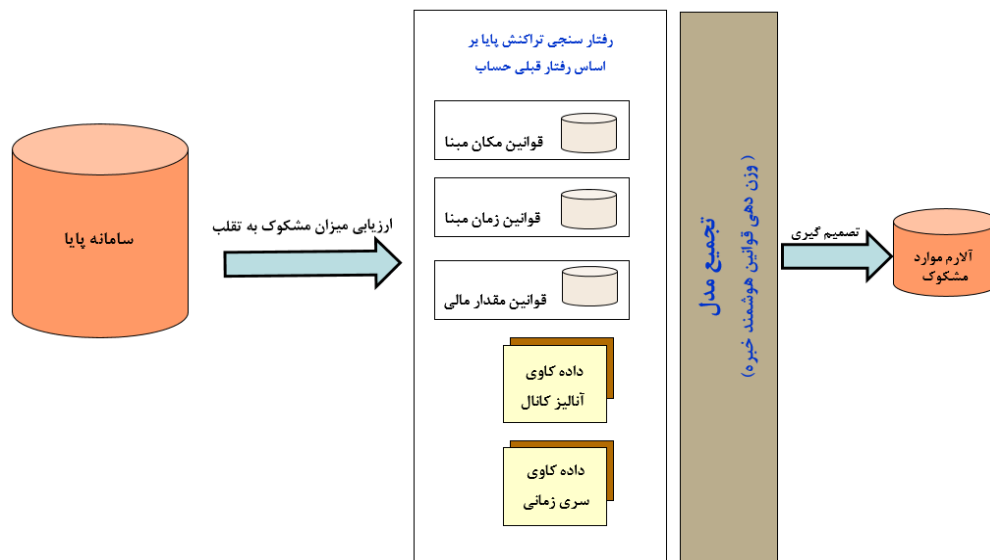 رفتار سنجی تراکنش پایا بر
اساس رفتار قبلی حساب
قوانین مکان مبنا
قوانین زمان مبنا
قوانین مقدار مالی
داده کاوی
آنالیز کانال
داده کاوی
سری زمانی
سامانه پایا
ارزیابی میزان مشکوک به تقلب
تجمیع مدل
( وزن دهی قوانین هوشمند خبره)
تصمیم گیری
آلارم موارد
مشکوک